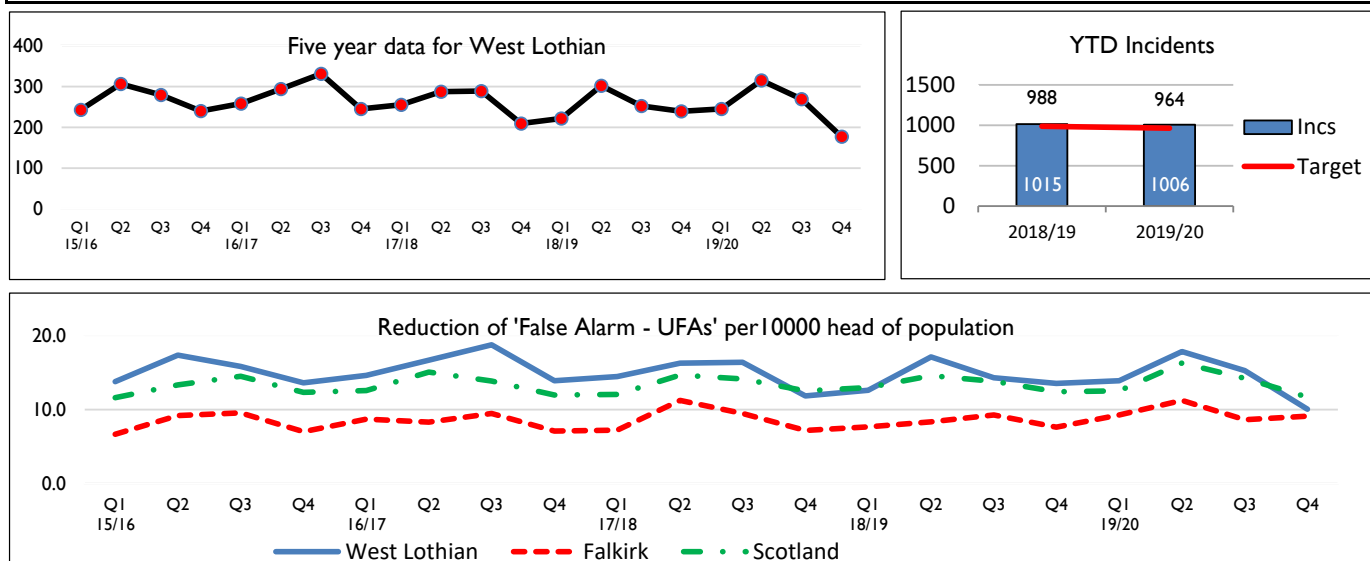 Five year data for West Lothian
400
300
200
100
0
Q1 Q2 Q3 Q4 Q1 Q2 Q3 Q4 Q1 Q2 Q3 Q4 Q1 Q2 Q3 Q4 Q1 Q2 Q3 Q4
15/16 16/17 17/18 18/19 19/20
YTD Incidents
1500
1000
500
0
988 964
1015 1006
2018/19 2019/20
Incs
Target
Reduction of 'False Alarm - UFAs' per10000 head of population
20.0
10.0
0.0
Q1 Q2 Q3 Q4 Q1 Q2 Q3 Q4 Q1 Q2 Q3 Q4 Q1 Q2 Q3 Q4 Q1 Q2 Q3 Q4
15/16 16/17 17/18 18/19 19/20
West Lothian Falkirk Scotland